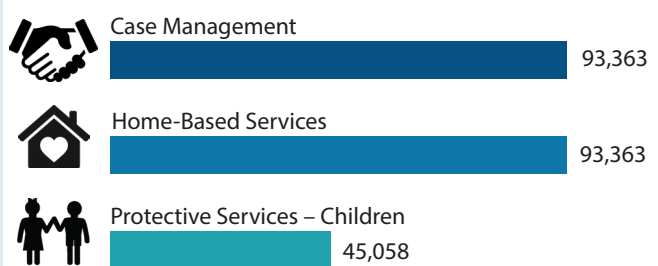 Case Management
93,363
Home-Based Services
93,363
Protective Services – Children
45,058